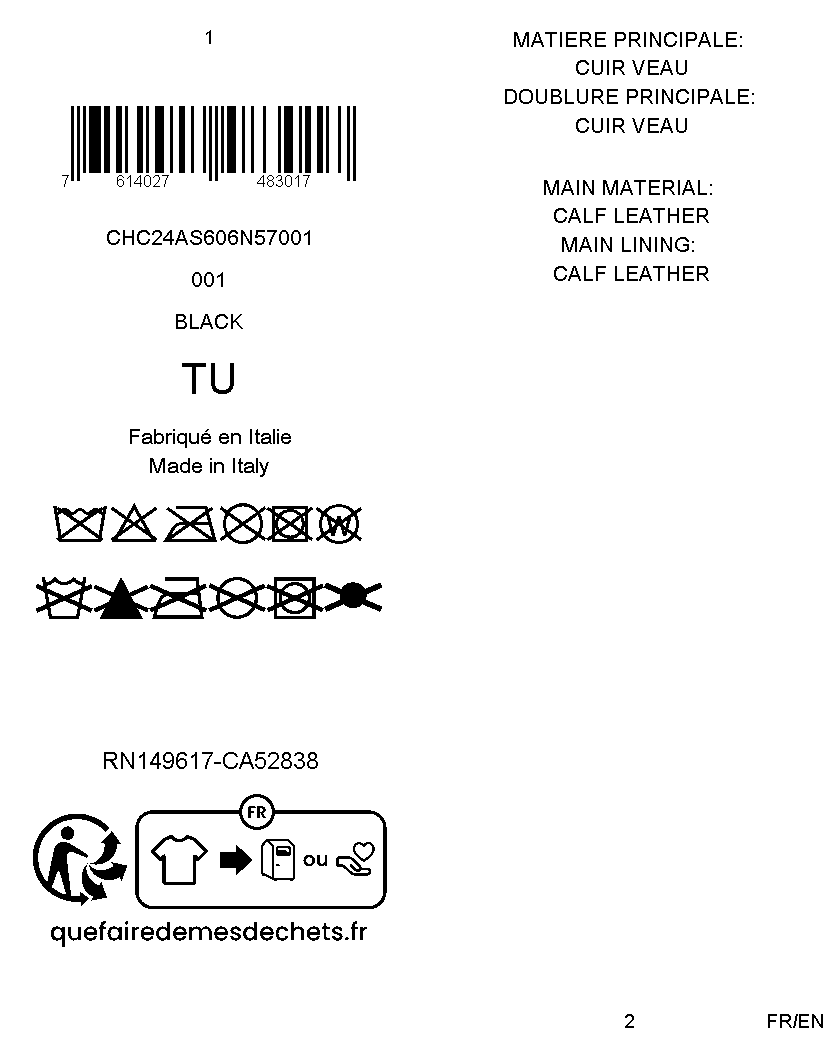 1
7 614027 483017
CHC24AS606N57001
001
BLACK
TU
Fabriqué en Italie
Made in Italy
W
RN149617-CA52838
FR
ou
quefairedemesdechets.fr
MATIERE PRINCIPALE:
CUIR VEAU
DOUBLURE PRINCIPALE:
CUIR VEAU
MAIN MATERIAL:
CALF LEATHER
MAIN LINING:
CALF LEATHER
2
FR/EN